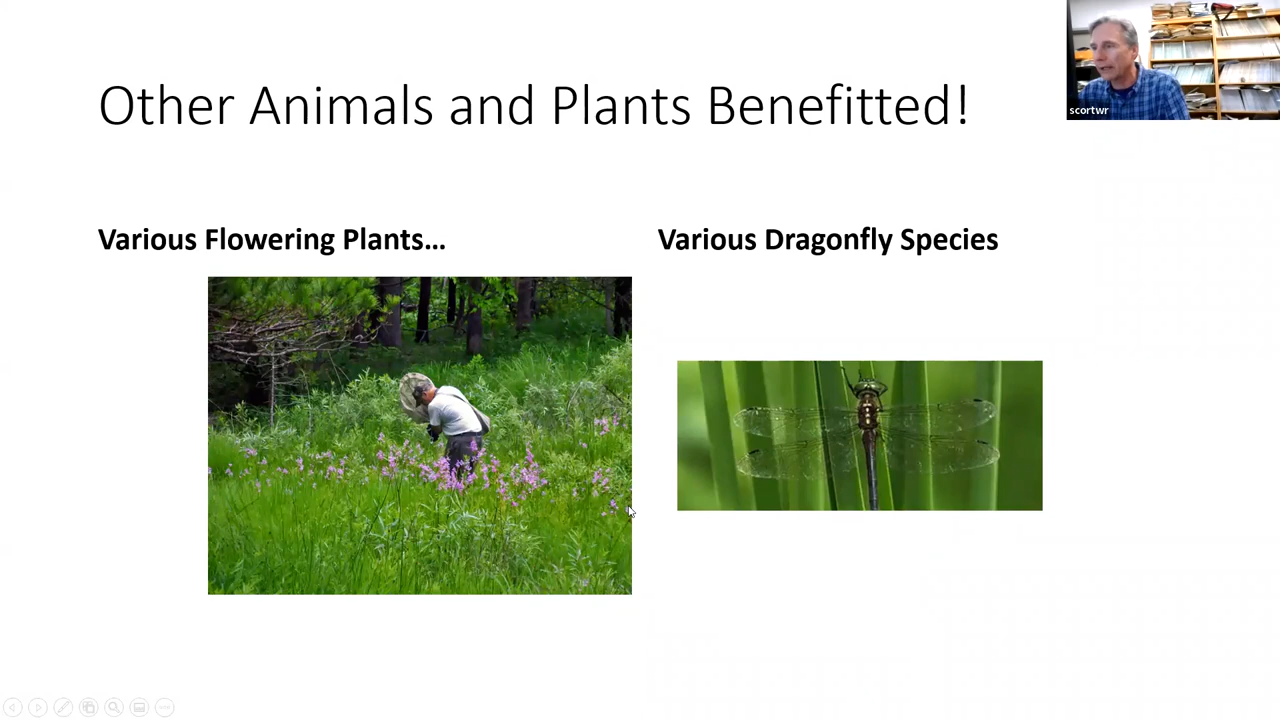 Other Animals and Plants Benefitted!
scortwr
Various Flowering Plants…
Various Dragonfly Species